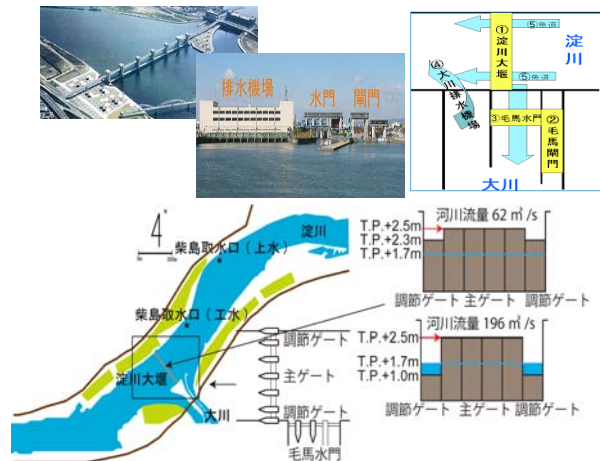 排水機場
水門
閘門
①淀川大堰
淀川
⑤魚道
⑤魚道
④大川排水機場
③毛馬水門
②毛馬閘門
大川
淀川
柴島取水口(上水)
柴島取水口(工水)
淀川大堰
大川
調節ゲート
主ゲート
調節ゲート
毛馬水門
河川流量 62㎥/s
T.P.+2.5m
T.P.+2.3m
T.P.+1.7m
調節ゲート 主ゲート 調節ゲート
河川流量 196㎥/s
T.P.+2.5m
T.P.+1.7m
T.P.+1.0m
調節ゲート 主ゲート 調節ゲート